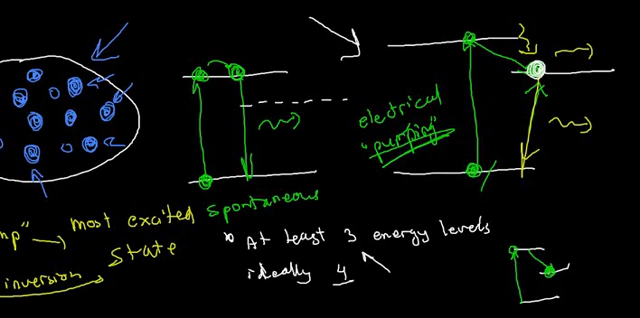 electrical
"pumping"
spontaneous
mp" → most excited
state
inversion
* At least 3 energy levels
ideally 4